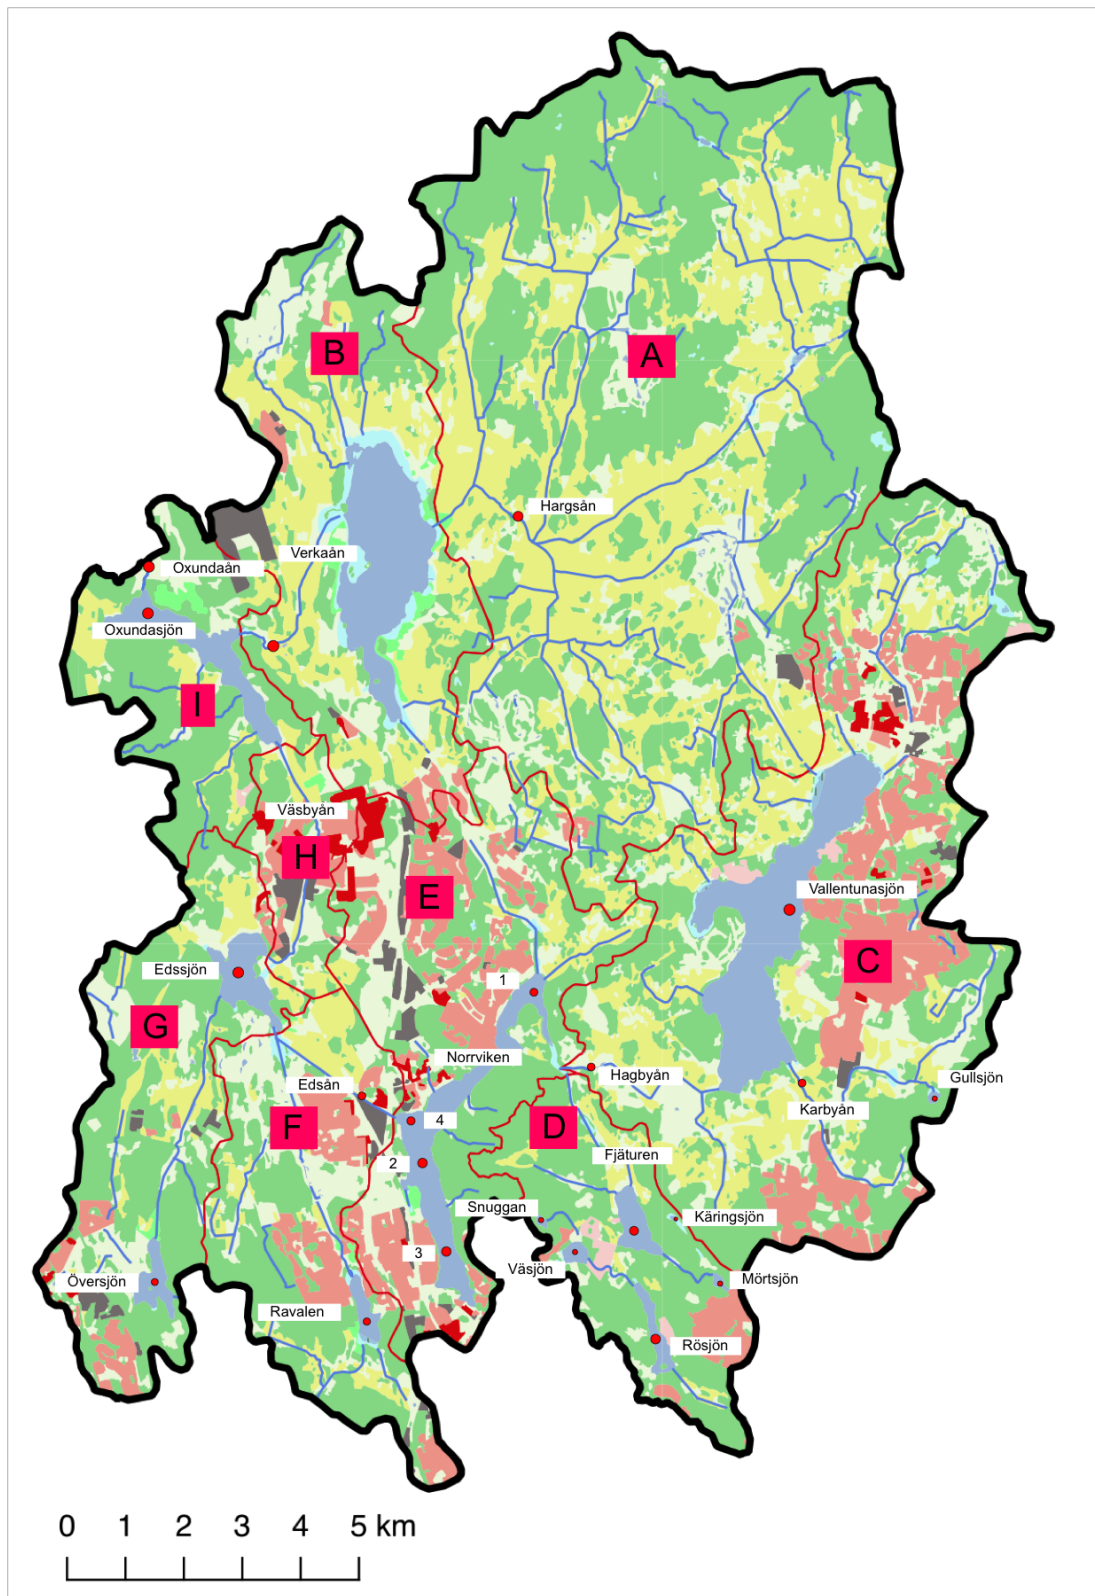 B
A
Hargsån
Verkaån
Oxundaån
Oxundasjön
I
Väsbyån
H
E
Vallentunasjön
C
Edssjön
1
G
Norrviken
Hagbyån
Gullsjön
Edsån
Karbyån
F
4
D
2
Fjäturen
Snuggan
Käringsjön
3
Väsjön
Översjön
Mörtsjön
Ravalen
Rösjön
0 1 2 3 4 5 km